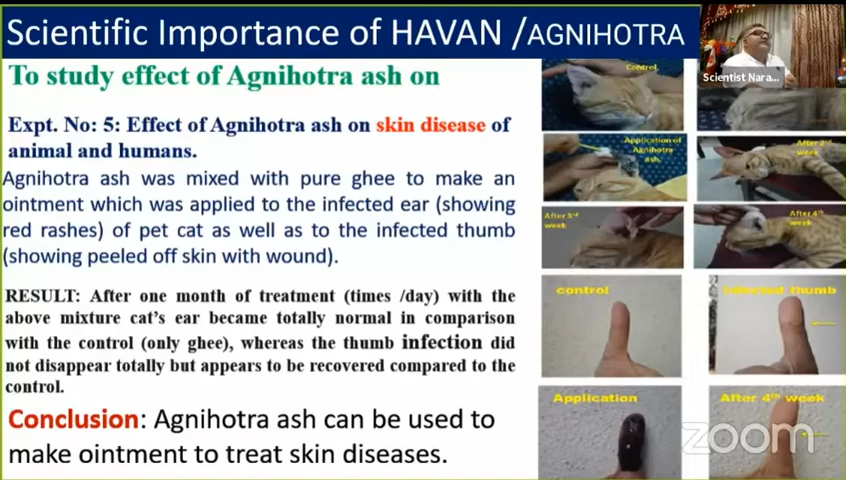 Scientific Importance of HAVAN /AGNIHOTRA
Scientist Nara...
To study effect of Agnihotra ash on
Expt. No: 5: Effect of Agnihotra ash on skin disease of
animal and humans.
Agnihotra ash was mixed with pure ghee to make an
ointment which was applied to the infected ear (showing
red rashes) of pet cat as well as to the infected thumb
(showing peeled off skin with wound).
RESULT: After one month of treatment (times /day) with the
above mixture cat's ear became totally normal in comparison
with the control (only ghee), whereas the thumb infection did
not disappear totally but appears to be recovered compared to the
control.
Conclusion: Agnihotra ash can be used to
make ointment to treat skin diseases.
Control
Application of
Agnihotra
ash.
After 2nd
week
After 3rd
week
After 4th
week
control
Infected thumb
Application
After 4th week
zoom